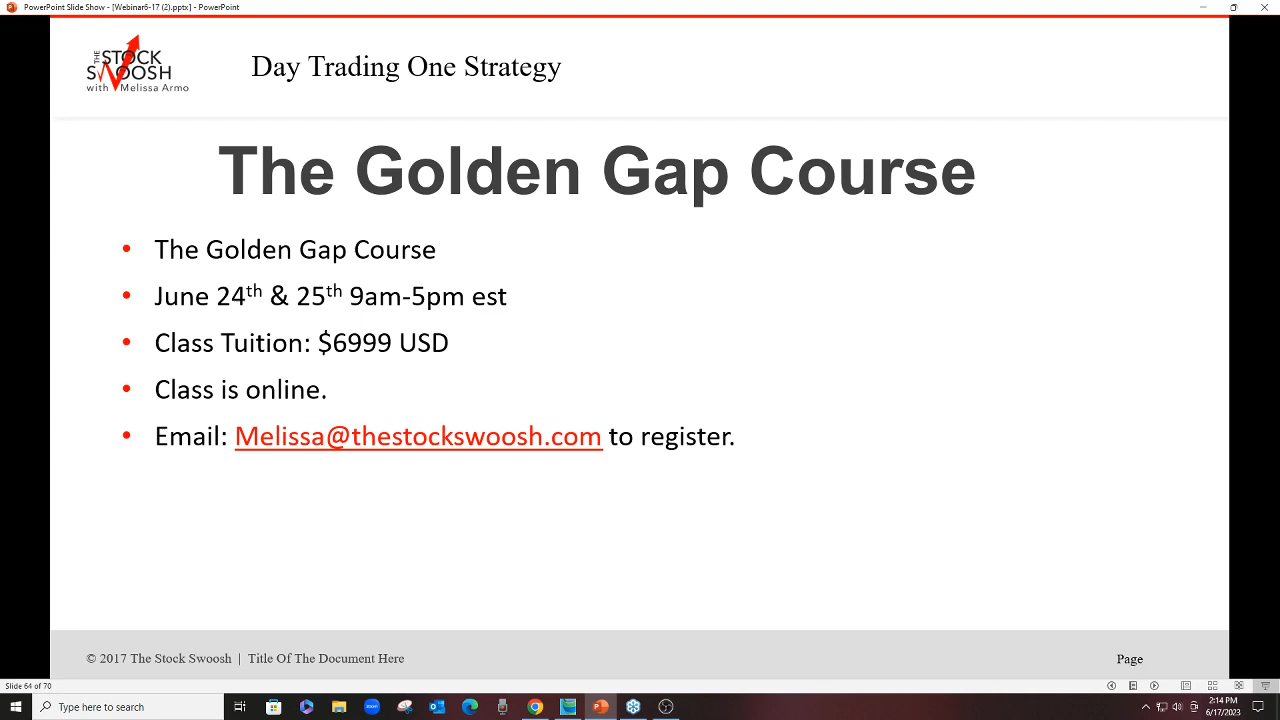 PowerPoint Slide Show - [Webinar6-17 (2).pptx] - PowerPoint
THE STOCK
SWOOSH
with Melissa Armo
Day Trading One Strategy
The Golden Gap Course
• The Golden Gap Course
• June 24th & 25th 9am-5pm est
• Class Tuition: $6999 USD
• Class is online.
• Email: Melissa@thestockswoosh.com to register.
© 2017 The Stock Swoosh | Title Of The Document Here
Page
Slide 64 of 70
Type here to search
zoom
2:14 PM
6/17/2023